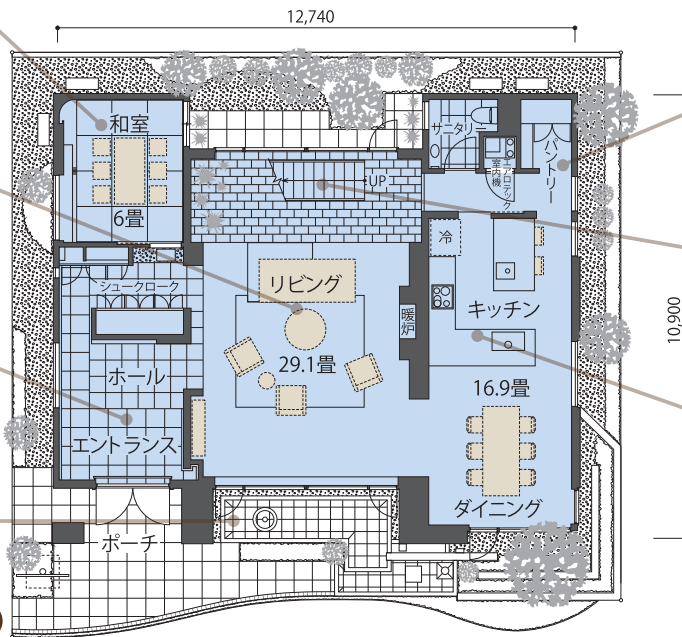 12,740
和室
6畳
サニタリー
パントリー
エアロテック
室内機
UP
冷
シュークローク
リビング
暖炉
キッチン
10,900
29.1畳
ホール
16.9畳
エントランス
ダイニング
ポーチ